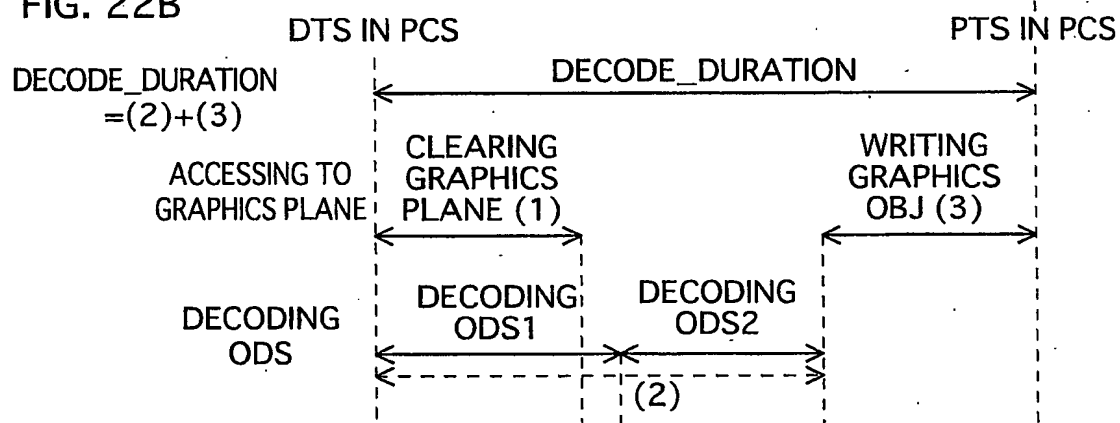 FIG. 22B
DTS IN PCS
PTS IN PCS
DECODE_DURATION
=(2)+(3)
DECODE_DURATION
ACCESSING TO
GRAPHICS PLANE
CLEARING
GRAPHICS
PLANE (1)
WRITING
GRAPHICS
OBJ (3)
DECODING
ODS
DECODING
ODS1
DECODING
ODS2
(2)